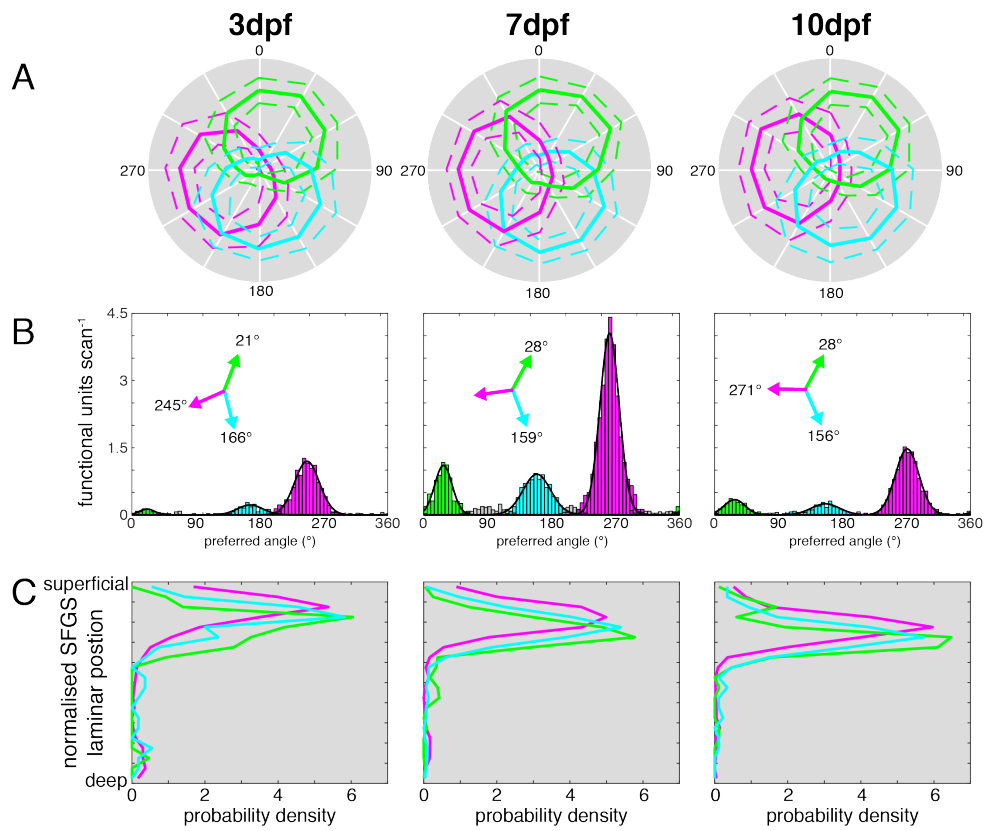 3dpf 7dpf 10dpf
A
0 0 0
270 90 270 90 270 90
180 180 180
B
functional units scan-1
4.5
3
1.5
0
21°
245°
166°
28°
159°
28°
271°
156°
0 90 180 270 360 0 90 180 270 360 0 90 180 270 360
preferred angle (°) preferred angle (°) preferred angle (°)
C
superficial
normalised SFGS
laminar postion
deep
0 2 4 6 0 2 4 6 0 2 4 6
probability density probability density probability density